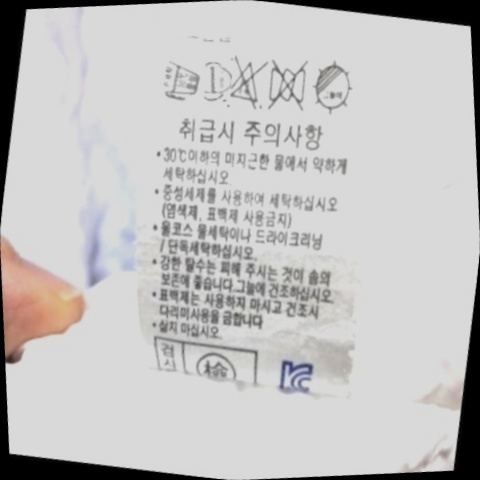 취급시 주의사항
• 30℃이하의 미지근한 물에서 약하게
세탁하십시오.
• 중성세제를 사용하여 세탁하십시오
(염색제, 표백제 사용금지)
• 울코스 물세탁이나 드라이크리닝
/ 단독세탁하십시오.
• 강한 탈수는 피해 주시는 것이 솜의
보존에 좋습니다.그늘에 건조하십시오.
• 표백제는 사용하지 마시고 건조시
다리미사용을 금합니다
• 삶지 마십시오.
검
檢